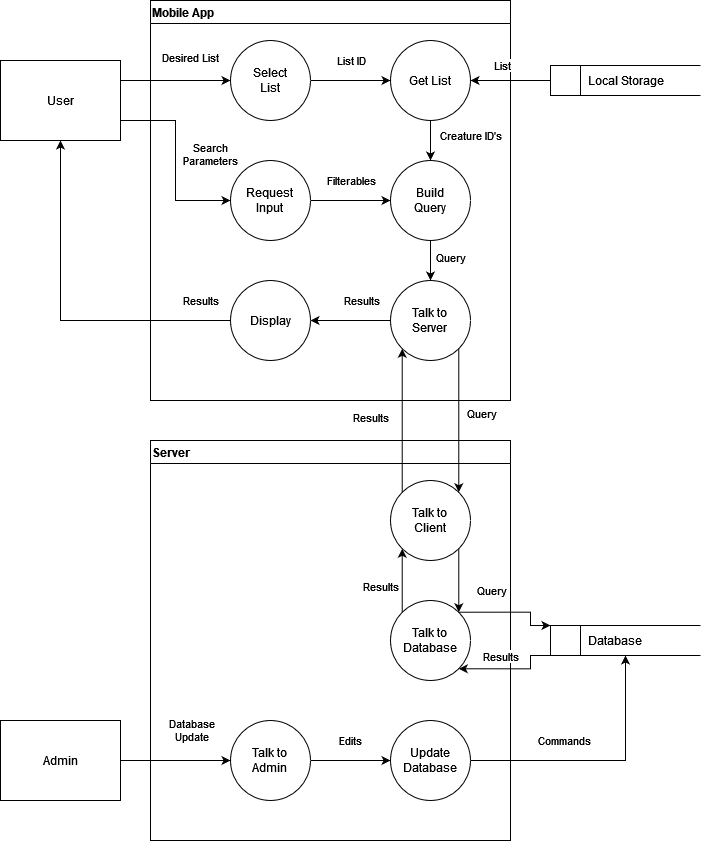 Mobile App
Desired List
List ID
List
User
Select
List
Get List
Local Storage
Creature ID's
Search
Parameters
Filterables
Request
Input
Build
Query
Query
Results
Results
Display
Talk to
Server
Results
Query
Server
Talk to
Client
Results
Query
Talk to
Database
Database
Results
Database
Update
Edits
Commands
Admin
Talk to
Admin
Update
Database